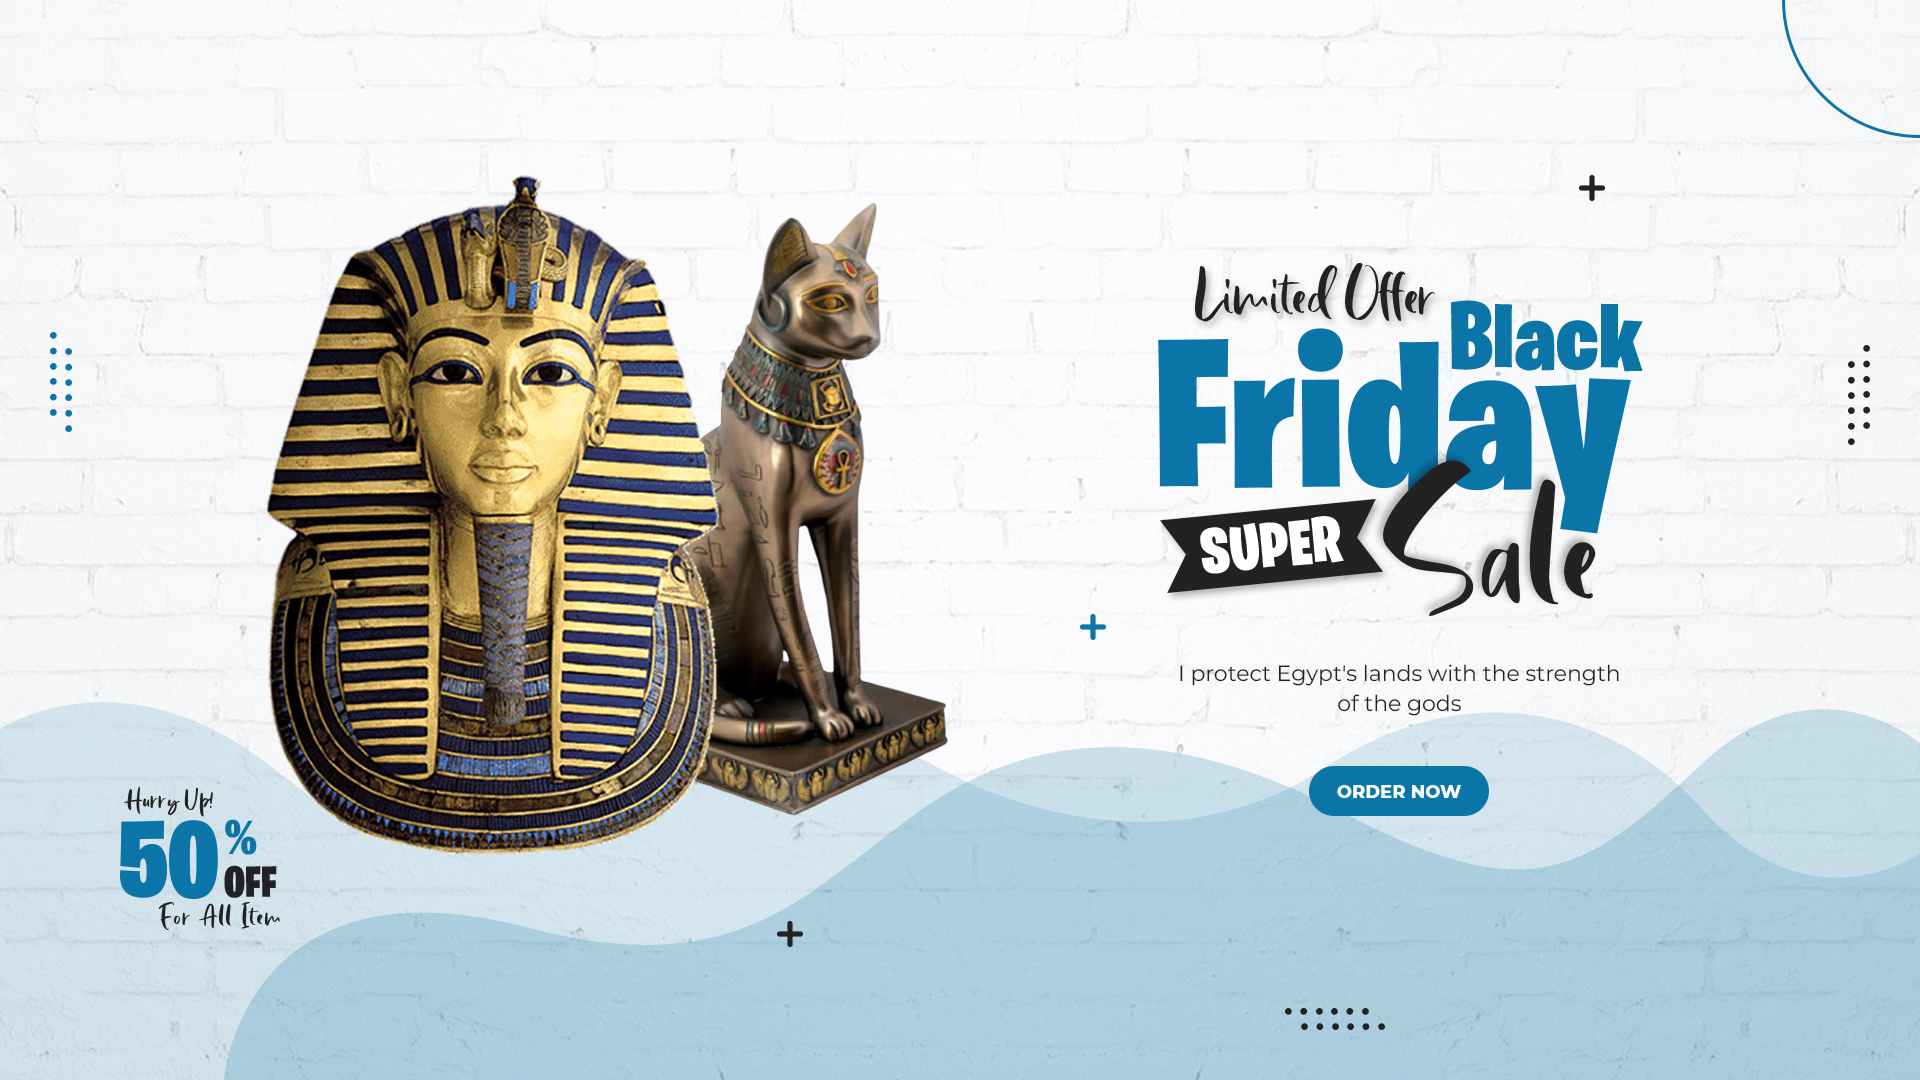 Limited Offer
Black
Friday
SUPER Sale
I protect Egypt's lands with the strength
of the gods
ORDER NOW
Hurry Up!
50%
OFF
For All Item